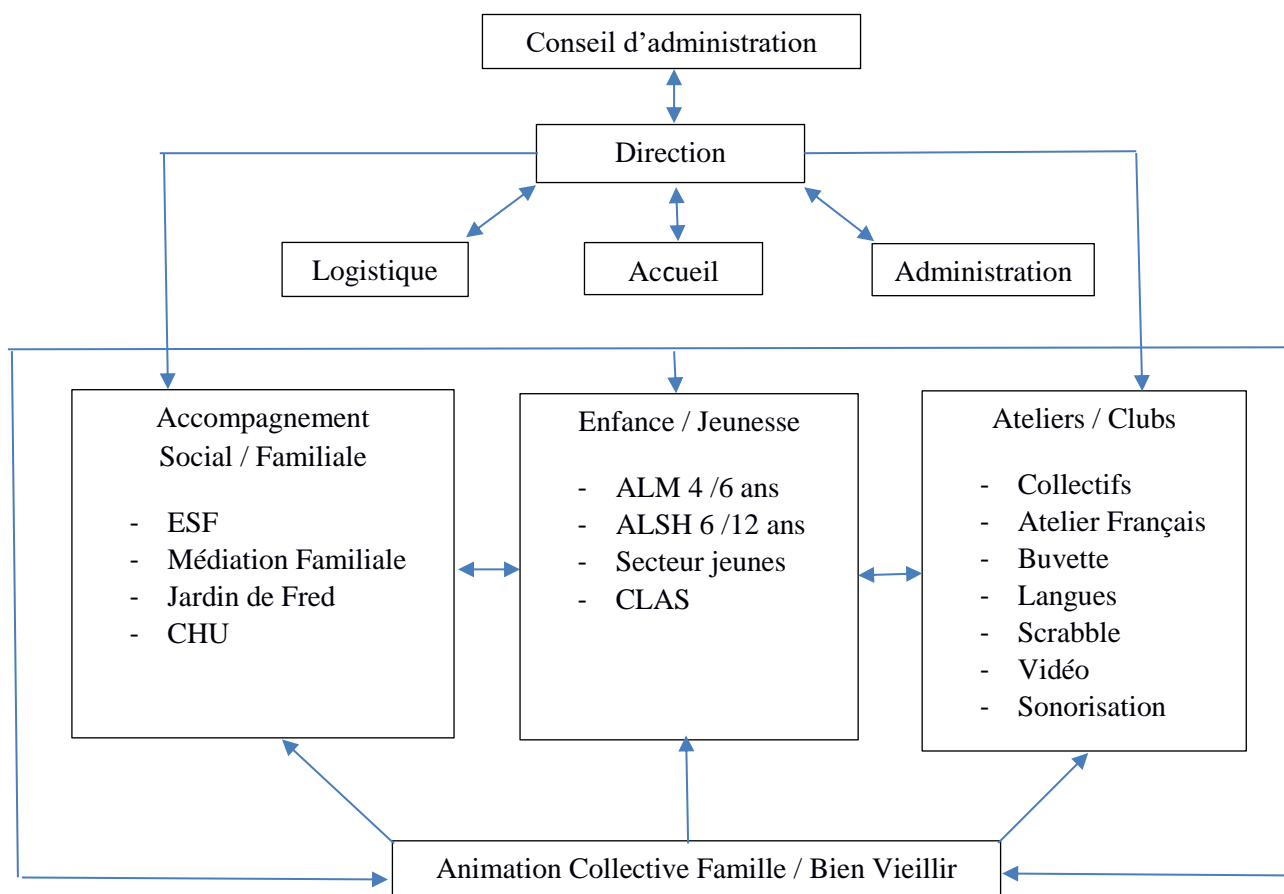 Conseil d’administration
Direction
Logistique
Accueil
Administration
Accompagnement
Social / Familiale
- ESF
- Médiation Familiale
- Jardin de Fred
- CHU
Enfance / Jeunesse
- ALM 4 /6 ans
- ALSH 6 /12 ans
- Secteur jeunes
- CLAS
Ateliers / Clubs
- Collectifs
- Atelier Français
- Buvette
- Langues
- Scrabble
- Vidéo
- Sonorisation
Animation Collective Famille / Bien Vieillir